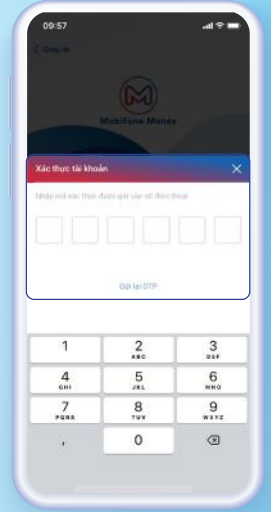 09:57
Quay lại
MobiFone Money
Xác thực tài khoản
Nhập mã xác thực được gửi vào số điện thoại
Gửi lại OTP
1 2 3
ABC DEF
4 5 6
GHI JKL MNO
7 8 9
PQRS TUV WXYZ
, 0